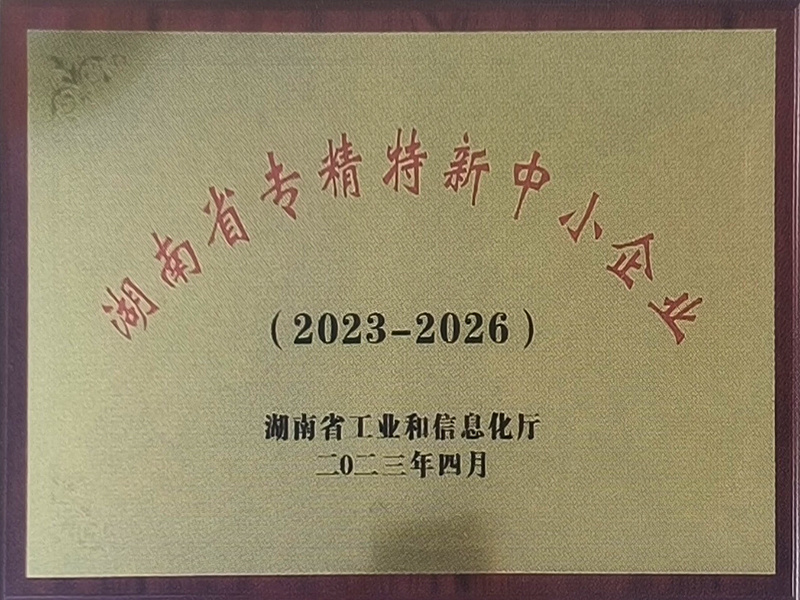 湖南省专精特新中小企业
（2023-2026）
湖南省工业和信息化厅
二0二三年四月